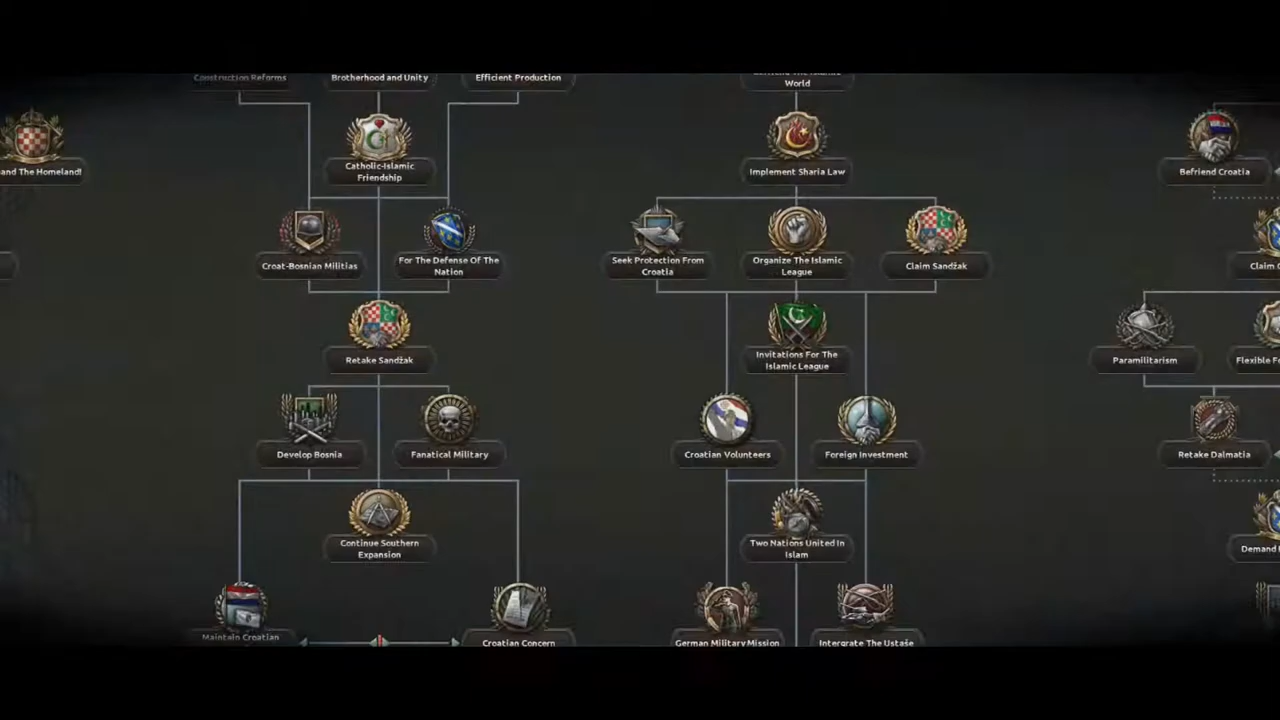 Construction Reforms
Brotherhood and Unity
Efficient Production
World
and The Homeland!
Catholic-Islamic
Friendship
Implement Sharia Law
Befriend Croatia
Croat-Bosnian Militias
For The Defense Of The
Nation
Seek Protection From
Croatia
Organize The Islamic
League
Claim Sandžak
Claim
Retake Sandžak
Invitations For The
Islamic League
Paramilitarism
Flexible
Develop Bosnia
Fanatical Military
Croatian Volunteers
Foreign Investment
Retake Dalmatia
Continue Southern
Expansion
Two Nations United In
Islam
Demand
Maintain Croatian
Croatian Concern
German Military Mission
Intergrate The Ustaše